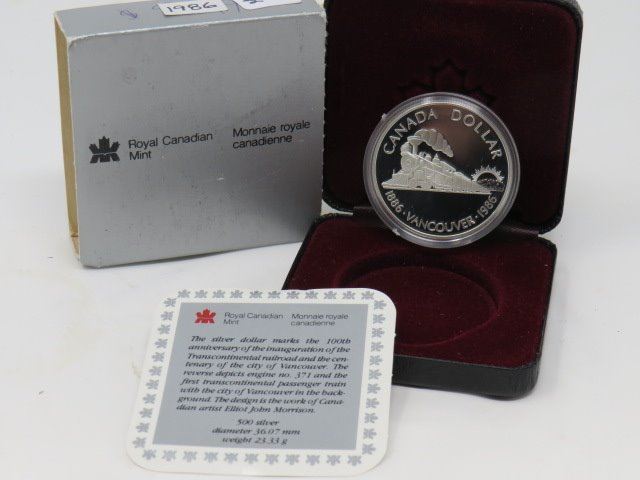 1986
Royal Canadian
Mint
Monnaie royale
canadienne
CANADA DOLLAR
1886 · VANCOUVER · 1986
Royal Canadian
Mint
Monnaie royale
canadienne
The silver dollar marks the 100th
anniversary of the inauguration of the
Transcontinental railroad and the cen-
tenary of the city of Vancouver. The
reverse depicts engine no. 371 and the
first transcontinental passenger train
with the city of Vancouver in the back-
ground. The design is the work of Cana-
dian artist Elliot John Morrison.
500 silver
diameter 36.07 mm
weight 23.33 g